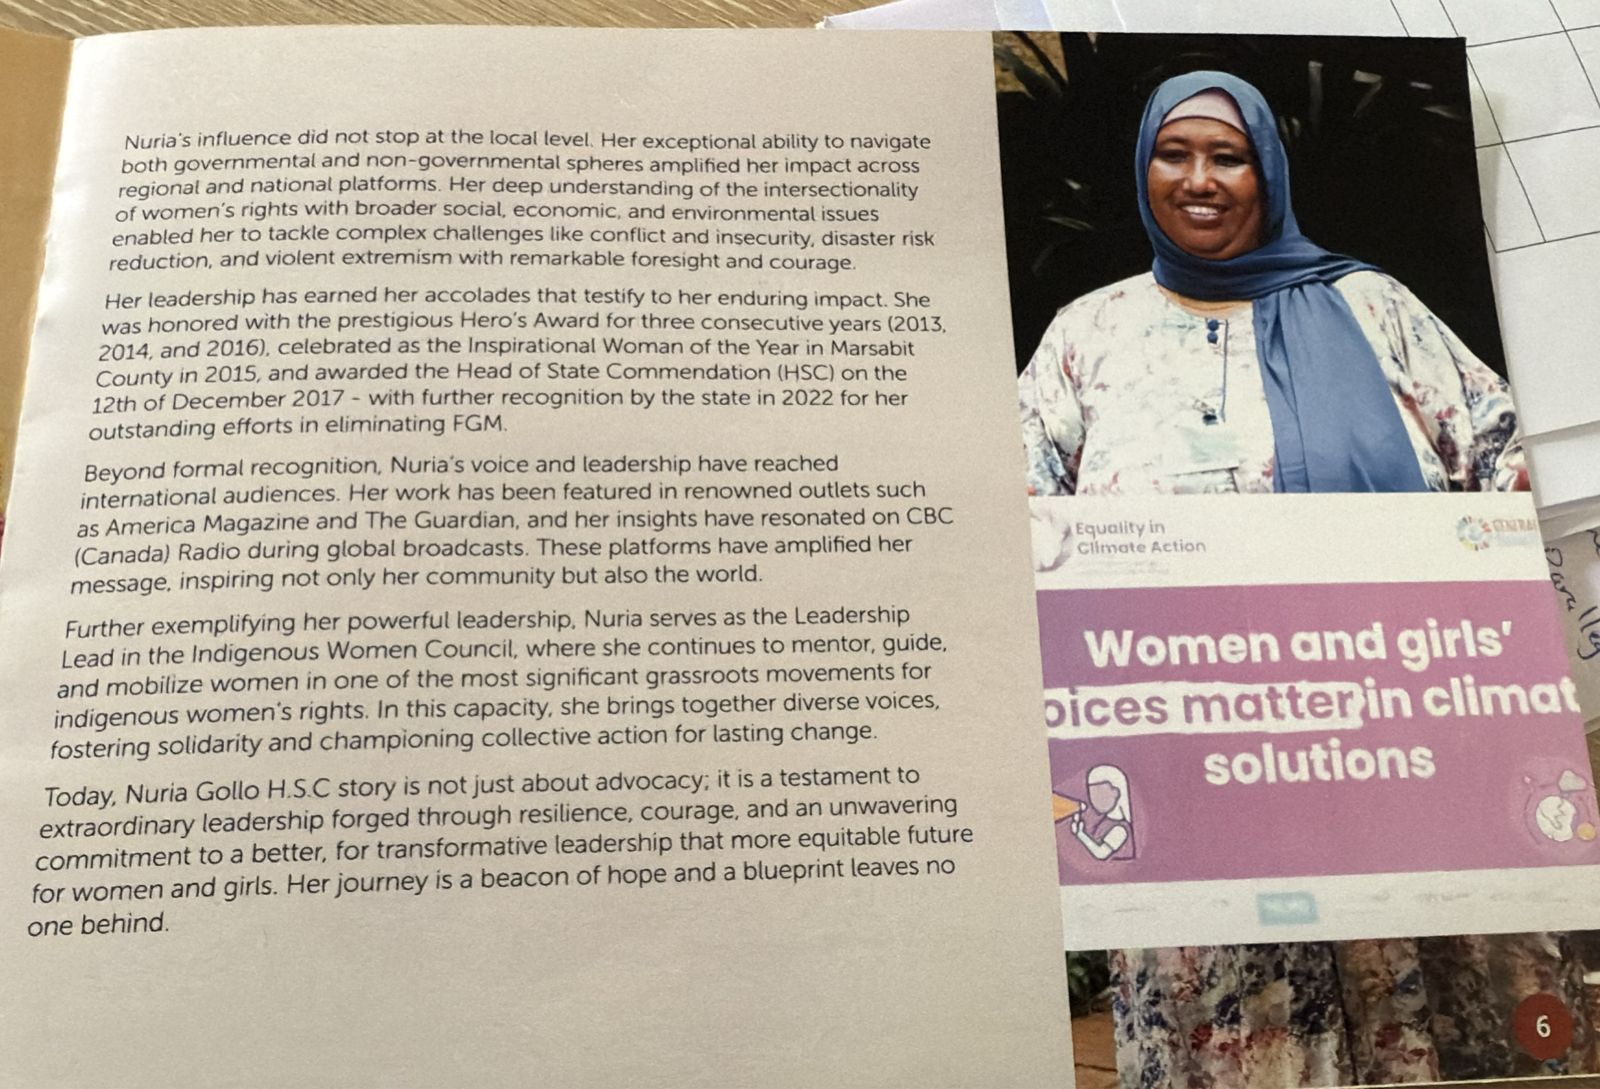 Nuria's influence did not stop at the local level. Her exceptional ability to navigate
both governmental and non-governmental spheres amplified her impact across
regional and national platforms. Her deep understanding of the intersectionality
of women's rights with broader social, economic, and environmental issues
enabled her to tackle complex challenges like conflict and insecurity, disaster risk
reduction, and violent extremism with remarkable foresight and courage.
Her leadership has earned her accolades that testify to her enduring impact. She
was honored with the prestigious Hero's Award for three consecutive years (2013,
2014, and 2016), celebrated as the Inspirational Woman of the Year in Marsabit
County in 2015, and awarded the Head of State Commendation (HSC) on the
12th of December 2017 - with further recognition by the state in 2022 for her
outstanding efforts in eliminating FGM.
Beyond formal recognition, Nuria's voice and leadership have reached
international audiences. Her work has been featured in renowned outlets such
as America Magazine and The Guardian, and her insights have resonated on CBC
(Canada) Radio during global broadcasts. These platforms have amplified her
message, inspiring not only her community but also the world.
Further exemplifying her powerful leadership, Nuria serves as the Leadership
Lead in the Indigenous Women Council, where she continues to mentor, guide,
and mobilize women in one of the most significant grassroots movements for
indigenous women's rights. In this capacity, she brings together diverse voices,
fostering solidarity and championing collective action for lasting change.
Today, Nuria Gollo H.S.C story is not just about advocacy; it is a testament to
extraordinary leadership forged through resilience, courage, and an unwavering
commitment to a better, for transformative leadership that more equitable future
for women and girls. Her journey is a beacon of hope and a blueprint leaves no
one behind.
Equality in
Climate Action
Women and girls'
oices matter in climat
solutions
6